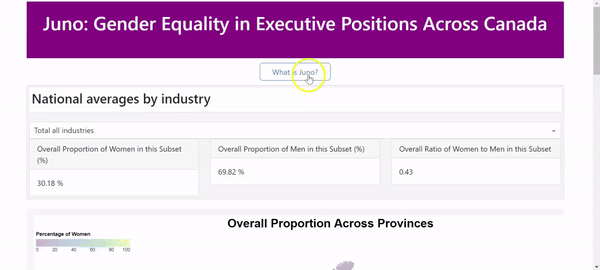 Juno: Gender Equality in Executive Positions Across Canada
What is Juno?
National averages by industry
Total all industries
Overall Proportion of Women in this Subset
(%)
30.18 %
Overall Proportion of Men in this Subset (%)
69.82 %
Overall Ratio of Women to Men in this Subset
0.43
Overall Proportion Across Provinces
Percentage of Women
0 20 40 60 80 100